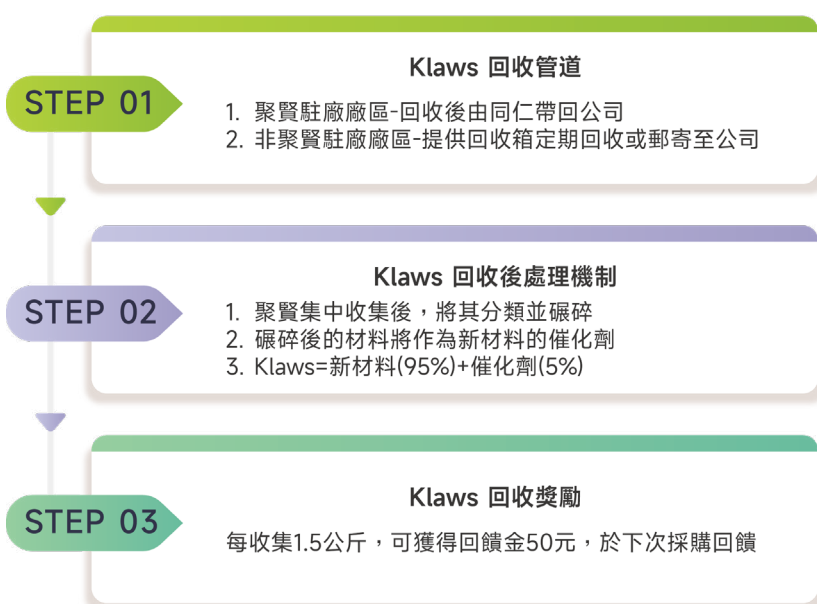 Klaws 回收管道
STEP 01
1. 聚賢駐廠廠區-回收後由同仁帶回公司
2. 非聚賢駐廠廠區-提供回收箱定期回收或郵寄至公司
Klaws 回收後處理機制
STEP 02
1. 聚賢集中收集後，將其分類並碾碎
2. 碾碎後的材料將作為新材料的催化劑
3. Klaws=新材料(95%)+催化劑(5%)
Klaws 回收獎勵
STEP 03
每收集1.5公斤，可獲得回饋金50元，於下次採購回饋